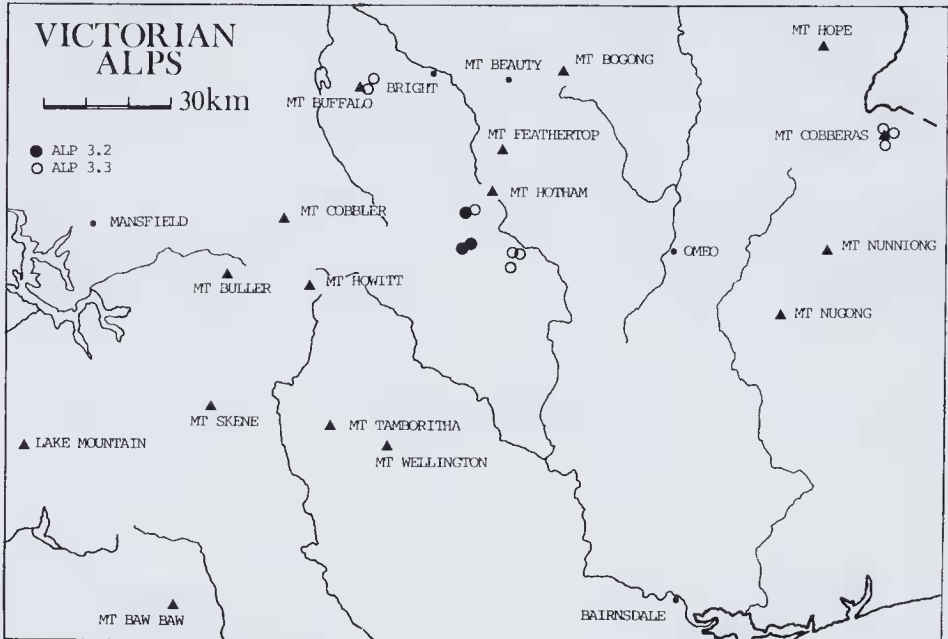 VICTORIAN
ALPS
30km
ALP 3.2
ALP 3.3
MT HOPE
MT BEAUTY
MT BOGONG
BRIGHT
MT BUFFALO
MT FEATHERTOP
MT COBBERAS
MT HOTHAM
MT COBBLER
MANSFIELD
OMEO
MT NUNNIONG
MT BULLER
MT HOWITT
MT NUGONG
MT SKENE
MT TAMBORITHA
LAKE MOUNTAIN
MT WELLINGTON
MT BAW BAW
BAIRNSDALE